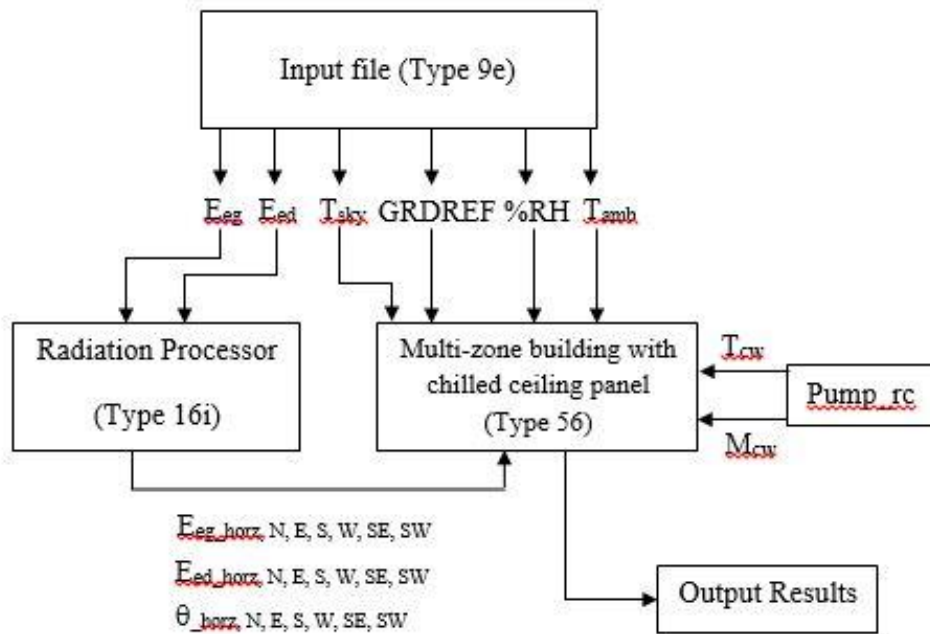 Input file (Type 9e)
Eeg Eed Tsky GRDREF %RH Tamb
Radiation Processor
(Type 16i)
Multi-zone building with
chilled ceiling panel
(Type 56)
Tcw
Pump_rc
Mcw
Eeg_horz, N, E, S, W, SE, SW
Eed_horz, N, E, S, W, SE, SW
θ_horz, N, E, S, W, SE, SW
Output Results